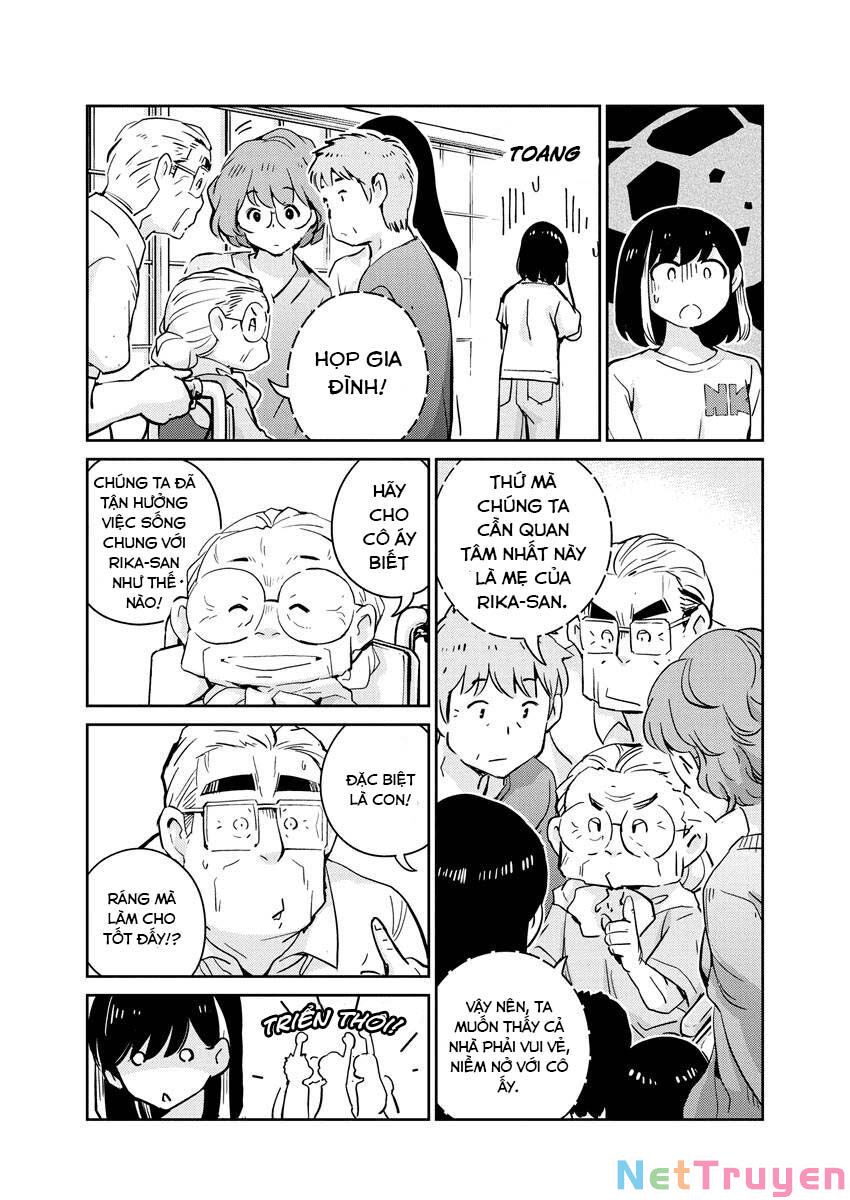 TOANG
NK
HỌP GIA
ĐÌNH!
THỨ MÀ
CHÚNG TA
CẦN QUAN
TÂM NHẤT NÀY
LÀ MẸ CỦA
RIKA-SAN.
VẬY NÊN, TA
MUỐN THẤY CẢ
NHÀ PHẢI VUI VẺ,
NIỀM NỞ VỚI CÔ
ẤY.
HÃY
CHO
CÔ ÁY
BIẾT
CHÚNG TA ĐÃ
TẬN HƯỞNG
VIỆC SỐNG
CHUNG VỚI
RIKA-SAN
NHƯ THẾ
NÀO!
ĐẶC BIỆT
LÀ CON!
RÁNG MÀ
LÀM CHO
TỐT ĐẤY!?
TRIỂN THÔI!
NetTruyen